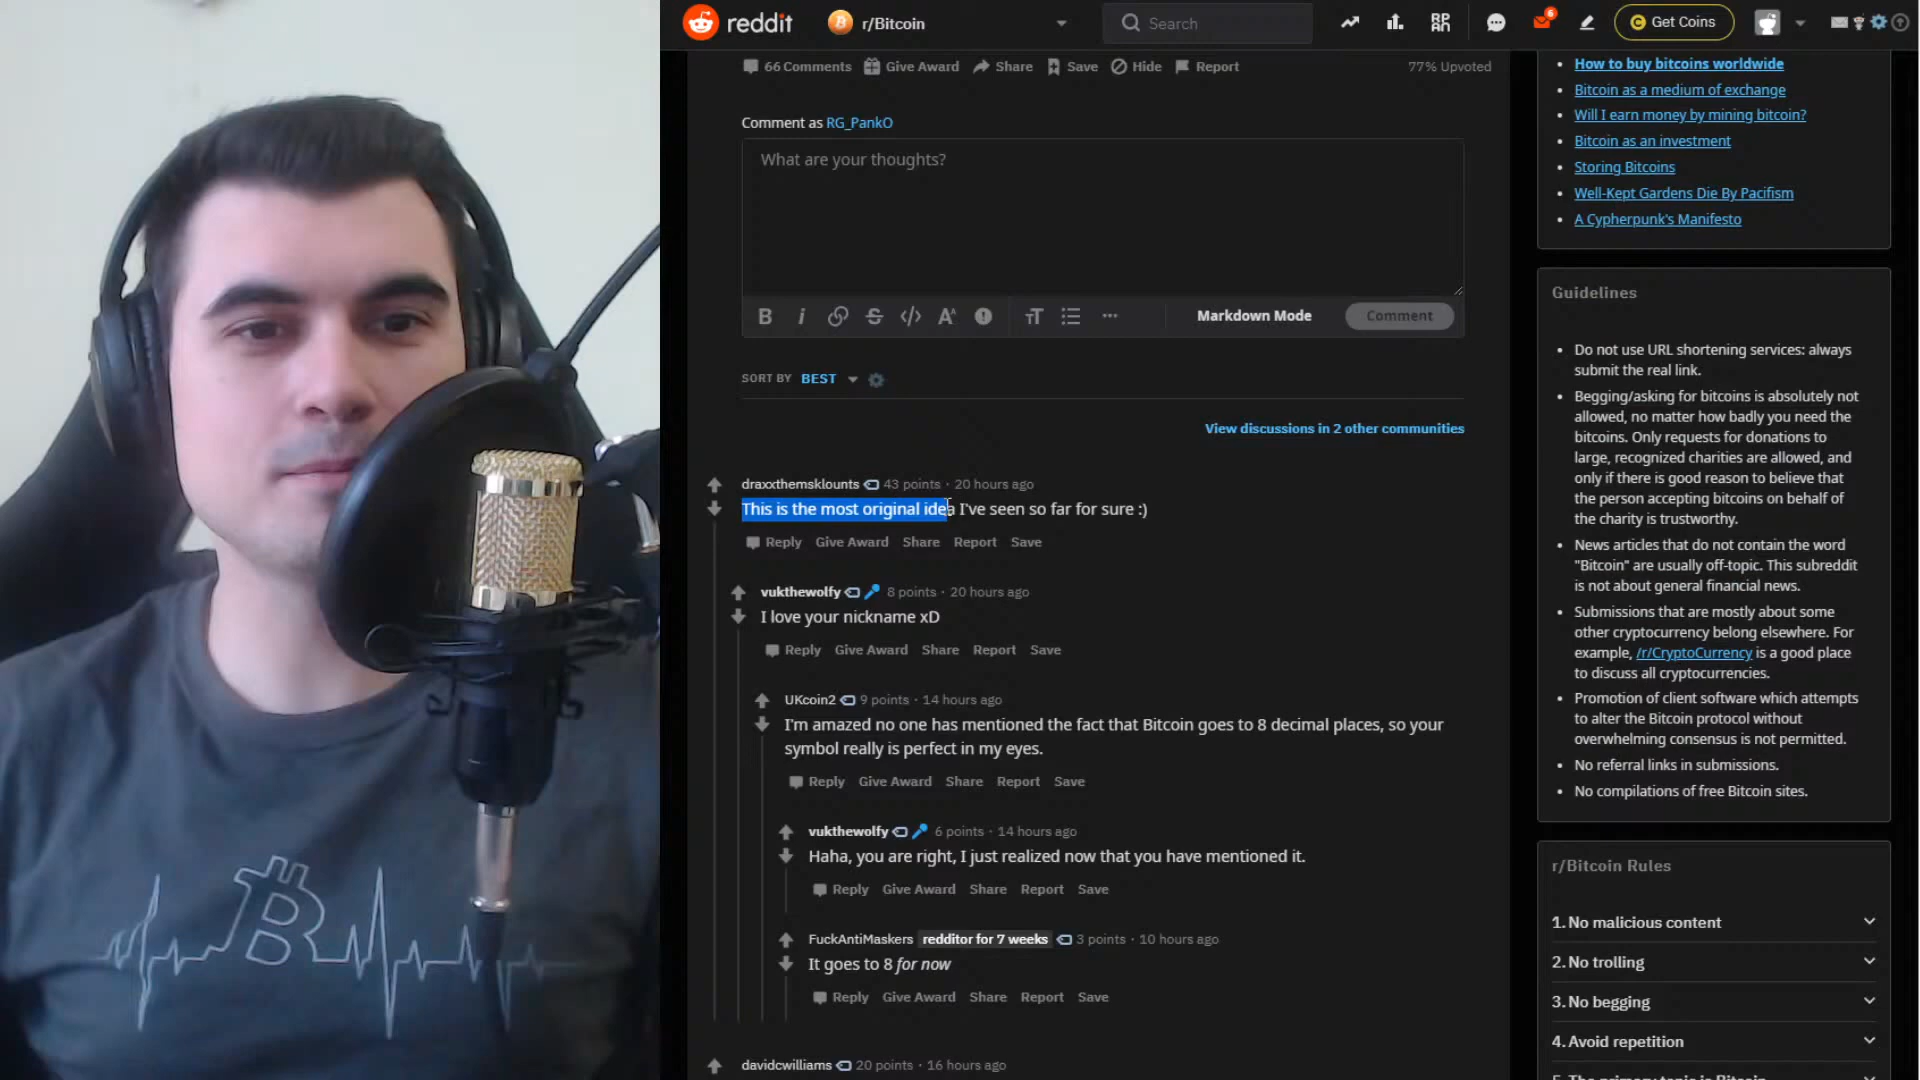 reddit
r/Bitcoin
Search
6
Get Coins
66 Comments Give Award Share Save Hide Report 77% Upvoted
Comment as RG_PankO
What are your thoughts?
Markdown Mode Comment
SORT BY BEST
View discussions in 2 other communities
draxxthemsklounts 43 points · 20 hours ago
This is the most original idea I've seen so far for sure :)
Reply Give Award Share Report Save
vukthewolfy 8 points · 20 hours ago
I love your nickname xD
Reply Give Award Share Report Save
UKcoin2 9 points · 14 hours ago
I'm amazed no one has mentioned the fact that Bitcoin goes to 8 decimal places, so your
symbol really is perfect in my eyes.
Reply Give Award Share Report Save
vukthewolfy 6 points · 14 hours ago
Haha, you are right, I just realized now that you have mentioned it.
Reply Give Award Share Report Save
FuckAntiMaskers redditor for 7 weeks 3 points · 10 hours ago
It goes to 8 for now
Reply Give Award Share Report Save
davidcwilliams 20 points · 16 hours ago
How to buy bitcoins worldwide
Bitcoin as a medium of exchange
Will I earn money by mining bitcoin?
Bitcoin as an investment
Storing Bitcoins
Well-Kept Gardens Die By Pacifism
A Cypherpunk's Manifesto
Guidelines
Do not use URL shortening services: always
submit the real link.
Begging/asking for bitcoins is absolutely not
allowed, no matter how badly you need the
bitcoins. Only requests for donations to
large, recognized charities are allowed, and
only if there is good reason to believe that
the person accepting bitcoins on behalf of
the charity is trustworthy.
News articles that do not contain the word
"Bitcoin" are usually off-topic. This subreddit
is not about general financial news.
Submissions that are mostly about some
other cryptocurrency belong elsewhere. For
example, /r/CryptoCurrency is a good place
to discuss all cryptocurrencies.
Promotion of client software which attempts
to alter the Bitcoin protocol without
overwhelming consensus is not permitted.
No referral links in submissions.
No compilations of free Bitcoin sites.
r/Bitcoin Rules
1. No malicious content
2. No trolling
3. No begging
4. Avoid repetition
5. The primary topic is Bitcoin